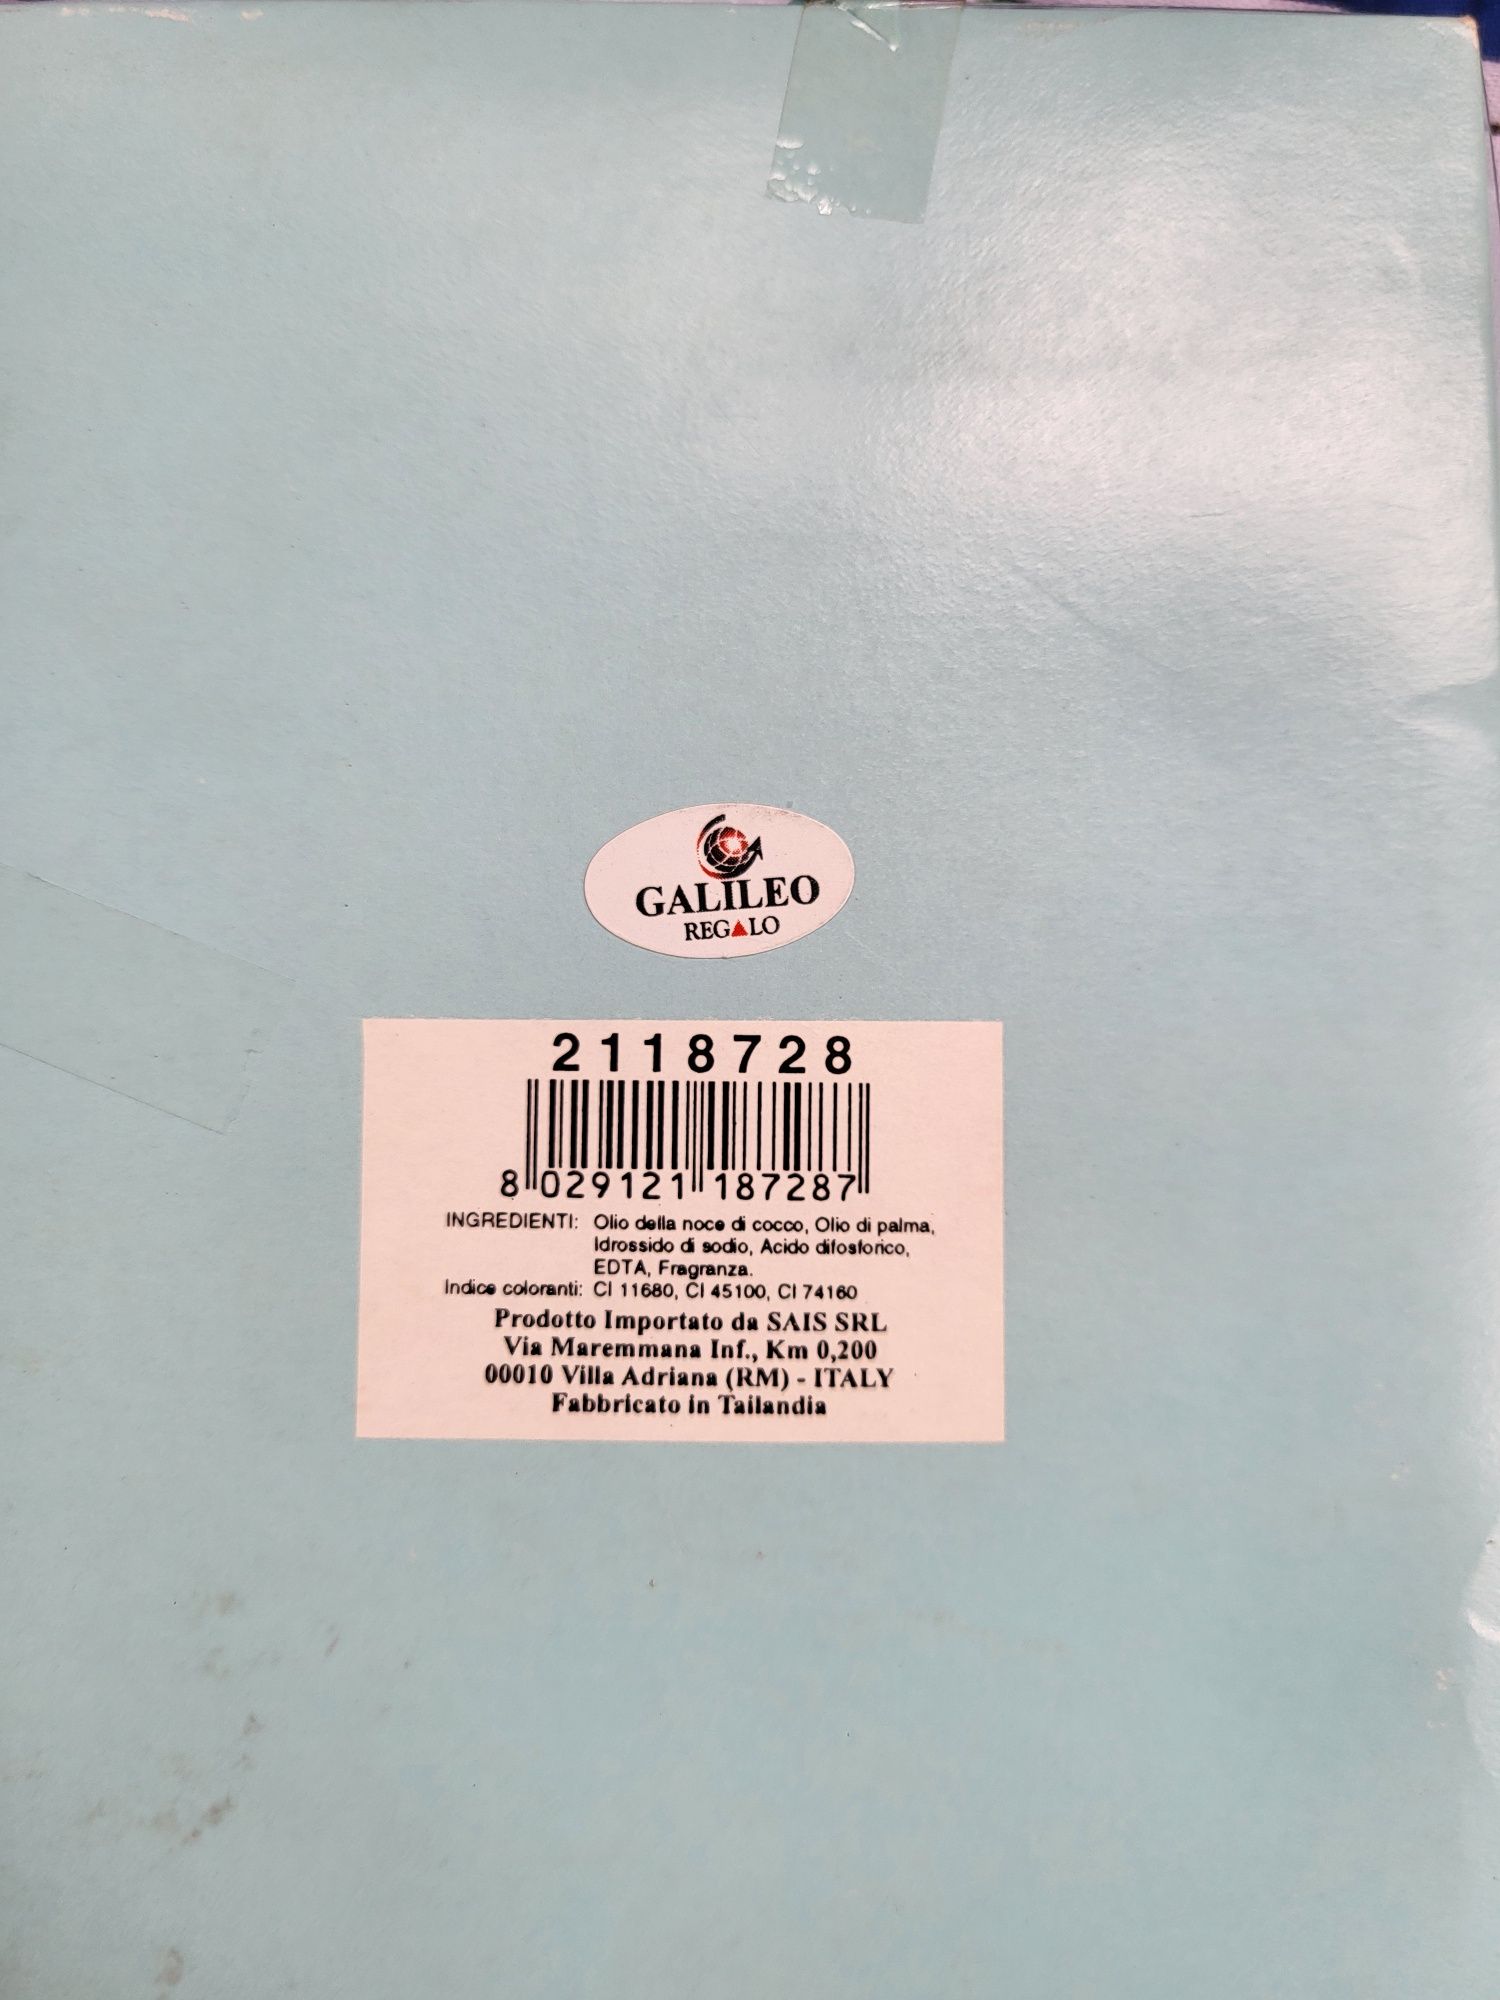 GALILEO
REGALO
2118728
8 029121 187287
INGREDIENTI: Olio della noce di cocco, Olio di palma,
Idrossido di sodio, Acido difosforico,
EDTA, Fragranza.
Indice coloranti: CI 11680, CI 45100, CI 74160
Prodotto Importato da SAIS SRL
Via Maremmana Inf., Km 0,200
00010 Villa Adriana (RM) - ITALY
Fabbricato in Tailandia